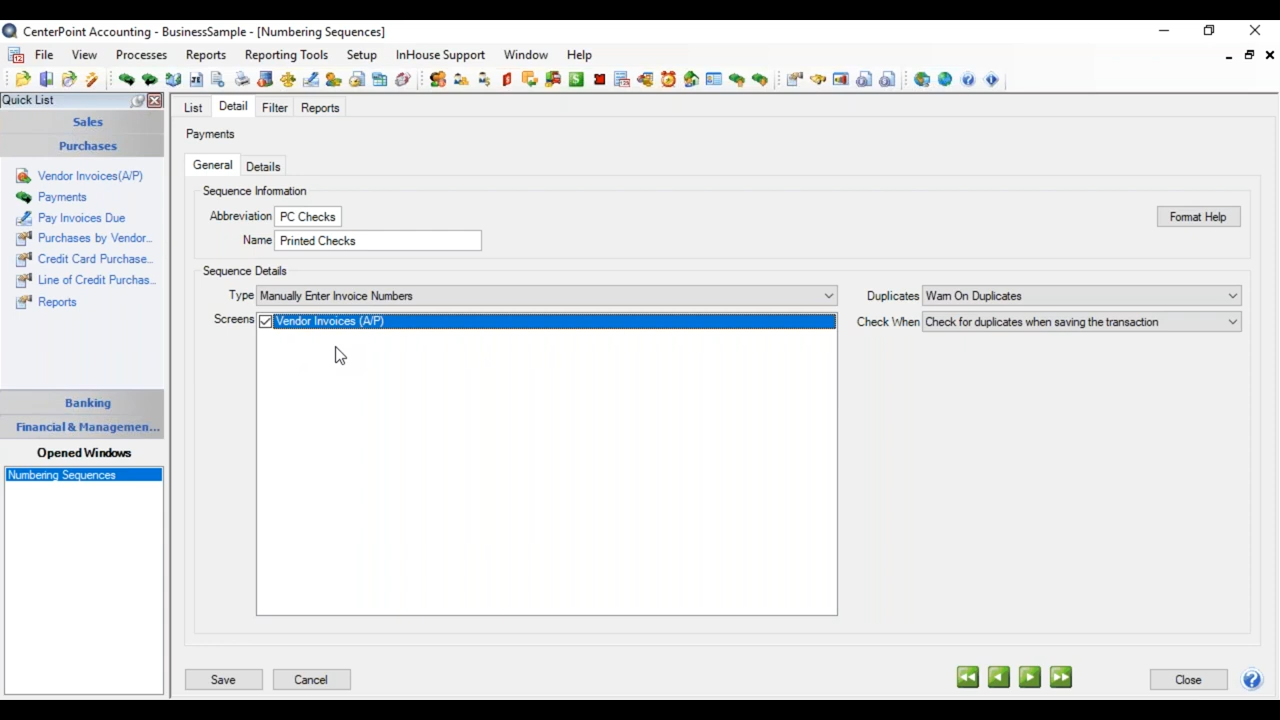 CenterPoint Accounting - BusinessSample - [Numbering Sequences]
File View Processes Reports Reporting Tools Setup InHouse Support Window Help
Quick List
Sales
Purchases
Vendor Invoices(A/P)
Payments
Pay Invoices Due
Purchases by Vendor...
Credit Card Purchase...
Line of Credit Purchas...
Reports
Banking
Financial & Managemen...
Opened Windows
Numbering Sequences
List Detail Filter Reports
Payments
General Details
Sequence Information
Abbreviation PC Checks
Format Help
Name Printed Checks
Sequence Details
Type Manually Enter Invoice Numbers
Duplicates Warn On Duplicates
Screens Vendor Invoices (A/P)
Check When Check for duplicates when saving the transaction
Save Cancel Close